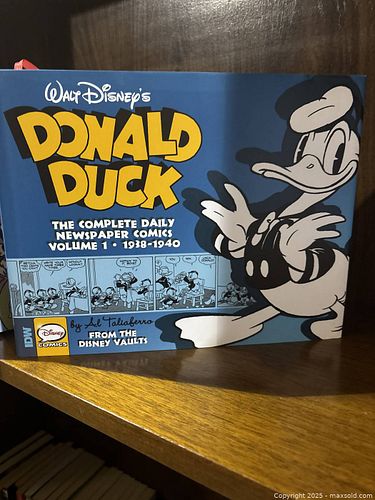 WALT DISNEY'S
DONALD
DUCK
THE COMPLETE DAILY
NEWSPAPER COMICS
VOLUME 1 • 1938-1940
by Al Taliaferro
FROM THE
DISNEY VAULTS
IDW
Disney
COMICS
Copyright 2025 - maxsold.com